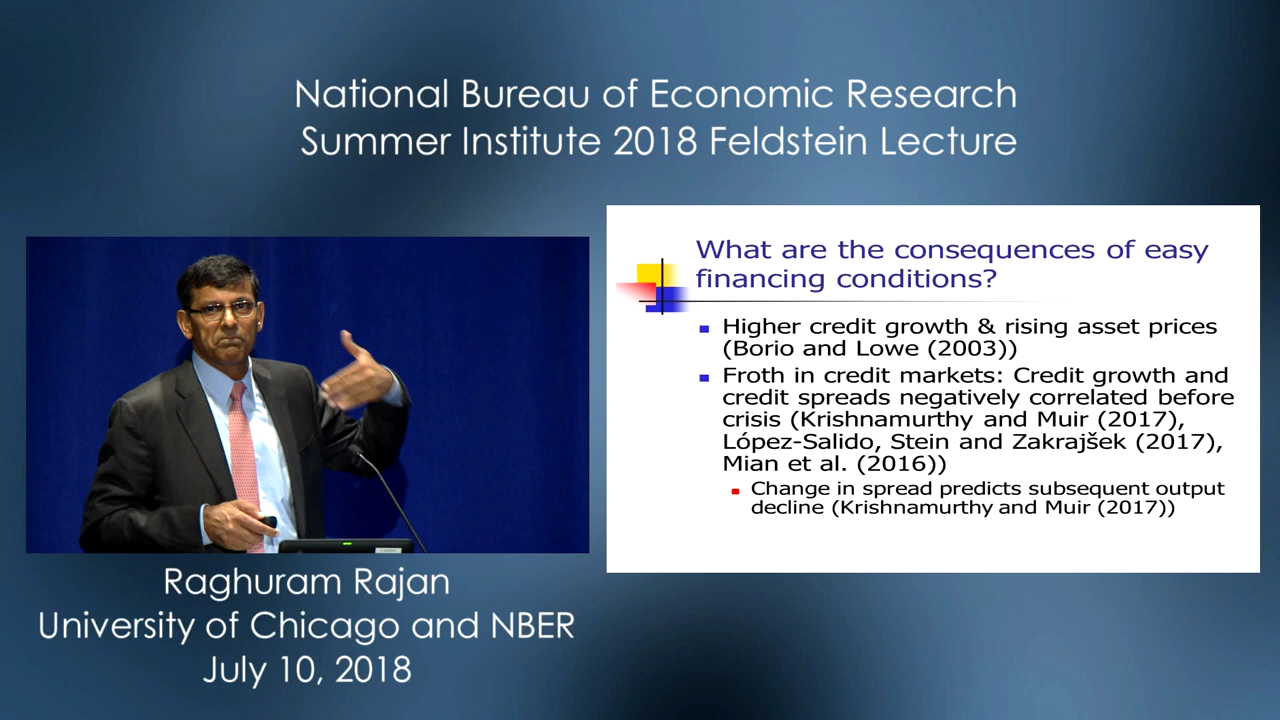 National Bureau of Economic Research
Summer Institute 2018 Feldstein Lecture
What are the consequences of easy
financing conditions?
Higher credit growth & rising asset prices
(Borio and Lowe (2003))
Froth in credit markets: Credit growth and
credit spreads negatively correlated before
crisis (Krishnamurthy and Muir (2017),
López-Salido, Stein and Zakrajšek (2017),
Mian et al. (2016))
Change in spread predicts subsequent output
decline (Krishnamurthy and Muir (2017))
Raghuram Rajan
University of Chicago and NBER
July 10, 2018